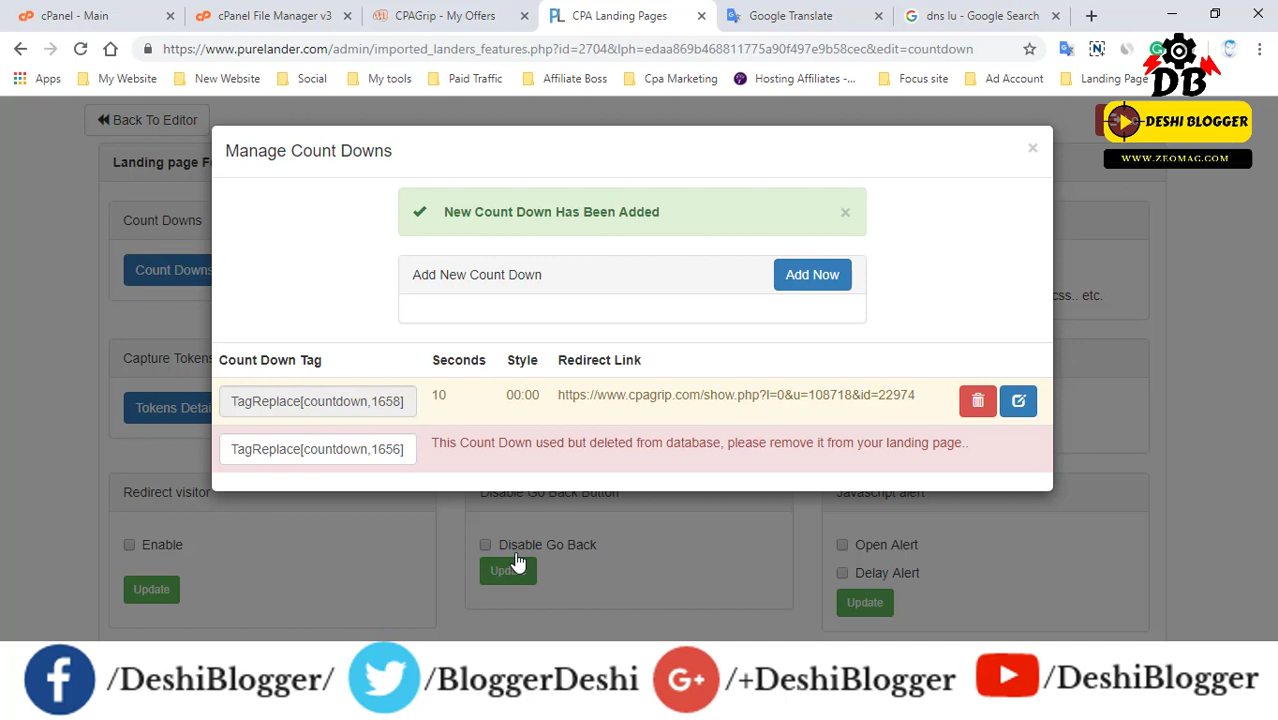 cPanel - Main
cPanel File Manager v3
CPAGrip - My Offers
CPA Landing Pages
Google Translate
dns lu - Google Search
https://www.purelander.com/admin/imported_landers_features.php?id=2704&lph=edaa869b468811775a90f497e9b58cec&edit=countdown
Apps
My Website
New Website
Social
My tools
Paid Traffic
Affiliate Boss
Cpa Marketing
Hosting Affiliates -...
Focus site
Ad Account
Landing Page
DB
DESHI BLOGGER
WWW.ZEOMAG.COM
Back To Editor
Manage Count Downs
Landing page F
New Count Down Has Been Added
Count Downs
Add New Count Down
Add Now
Count Downs
css.. etc.
Capture Tokens
Count Down Tag Seconds Style Redirect Link
TagReplace[countdown,1658] 10 00:00 https://www.cpagrip.com/show.php?l=0&u=108718&id=22974
Tokens Detai
TagReplace[countdown,1656] This Count Down used but deleted from database, please remove it from your landing page..
Redirect visitor
Disable Go Back Button
Javascript alert
Enable
Disable Go Back
Open Alert
Update
Delay Alert
Update
Update
/DeshiBlogger/
/BloggerDeshi
G+
/+DeshiBlogger
/DeshiBlogger